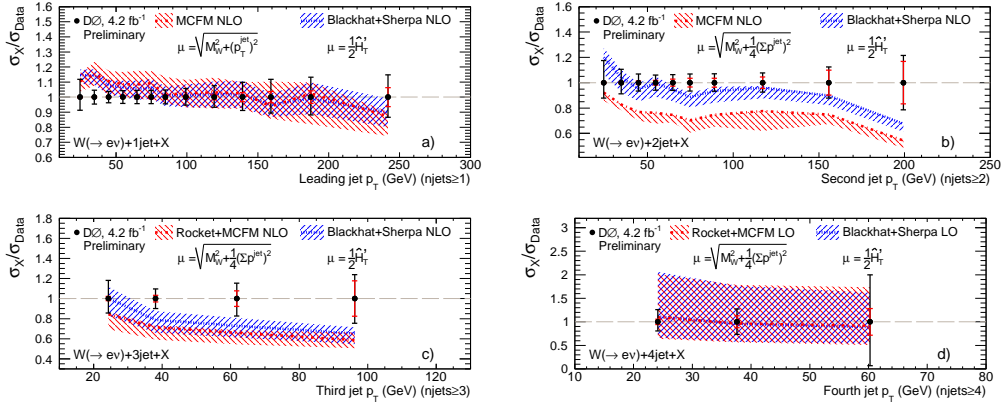 DØ, 4.2 fb⁻¹ Preliminary
MCFM NLO
Blackhat+Sherpa NLO
μ = √(M_W² + (p_T^jet)²)
μ = ½Ĥ_T'
σ_X/σ_Data
1.6
1.5
1.4
1.3
1.2
1.1
1
0.9
0.8
0.7
0.6
a)
W(→ eν)+1jet+X
0 50 100 150 200 250 300
Leading jet p_T (GeV) (njets≥1)
DØ, 4.2 fb⁻¹ Preliminary
MCFM NLO
Blackhat+Sherpa NLO
μ = √(M_W² + ¼(Σp^jet)²)
μ = ½Ĥ_T'
σ_X/σ_Data
1.6
1.4
1.2
1
0.8
0.6
b)
W(→ eν)+2jet+X
50 100 150 200 250
Second jet p_T (GeV) (njets≥2)
DØ, 4.2 fb⁻¹ Preliminary
Rocket+MCFM NLO
Blackhat+Sherpa NLO
μ = √(M_W² + ¼(Σp^jet)²)
μ = ½Ĥ_T'
σ_X/σ_Data
1.8
1.6
1.4
1.2
1
0.8
0.6
0.4
c)
W(→ eν)+3jet+X
20 40 60 80 100 120
Third jet p_T (GeV) (njets≥3)
DØ, 4.2 fb⁻¹ Preliminary
Rocket+MCFM LO
Blackhat+Sherpa LO
μ = √(M_W² + ¼(Σp^jet)²)
μ = ½Ĥ_T'
σ_X/σ_Data
3
2.5
2
1.5
1
0.5
0
d)
W(→ eν)+4jet+X
10 20 30 40 50 60 70 80
Fourth jet p_T (GeV) (njets≥4)